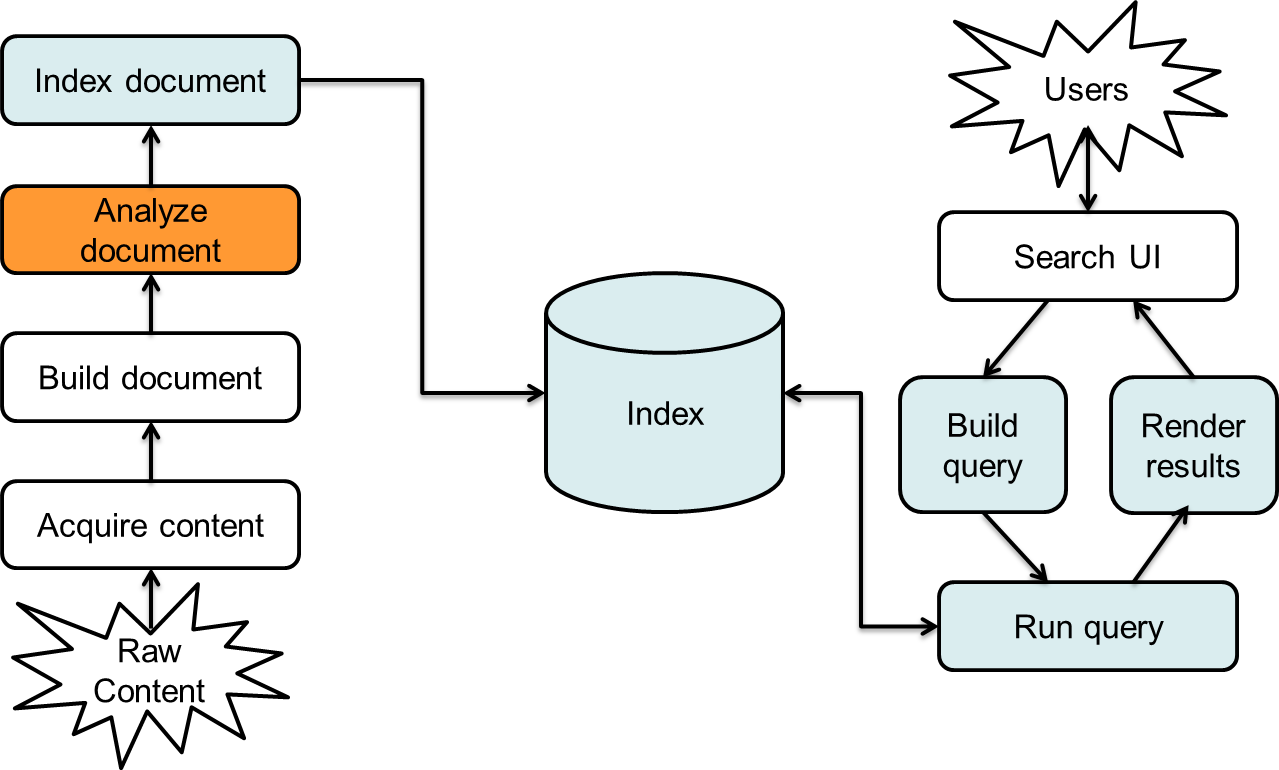 Index document
Analyze
document
Build document
Acquire content
Raw
Content
Index
Users
Search UI
Build
query
Render
results
Run query